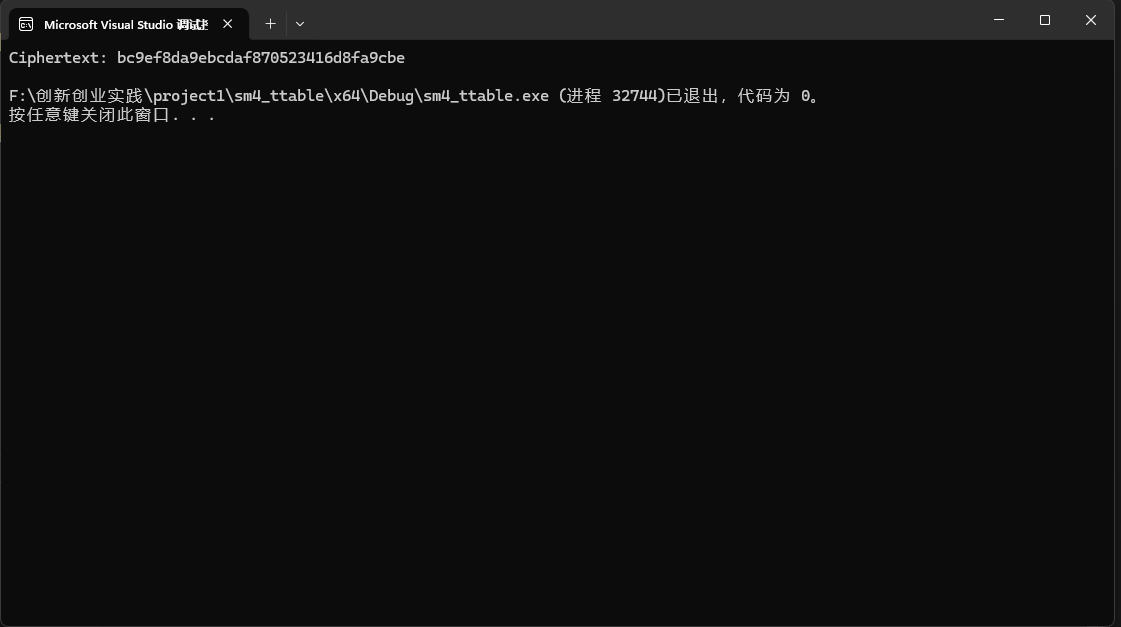 Microsoft Visual Studio 调试
Ciphertext: bc9ef8da9ebcdaf870523416d8fa9cbe
F:\创新创业实践\project1\sm4_ttable\x64\Debug\sm4_ttable.exe (进程 32744)已退出，代码为 0。
按任意键关闭此窗口. . .